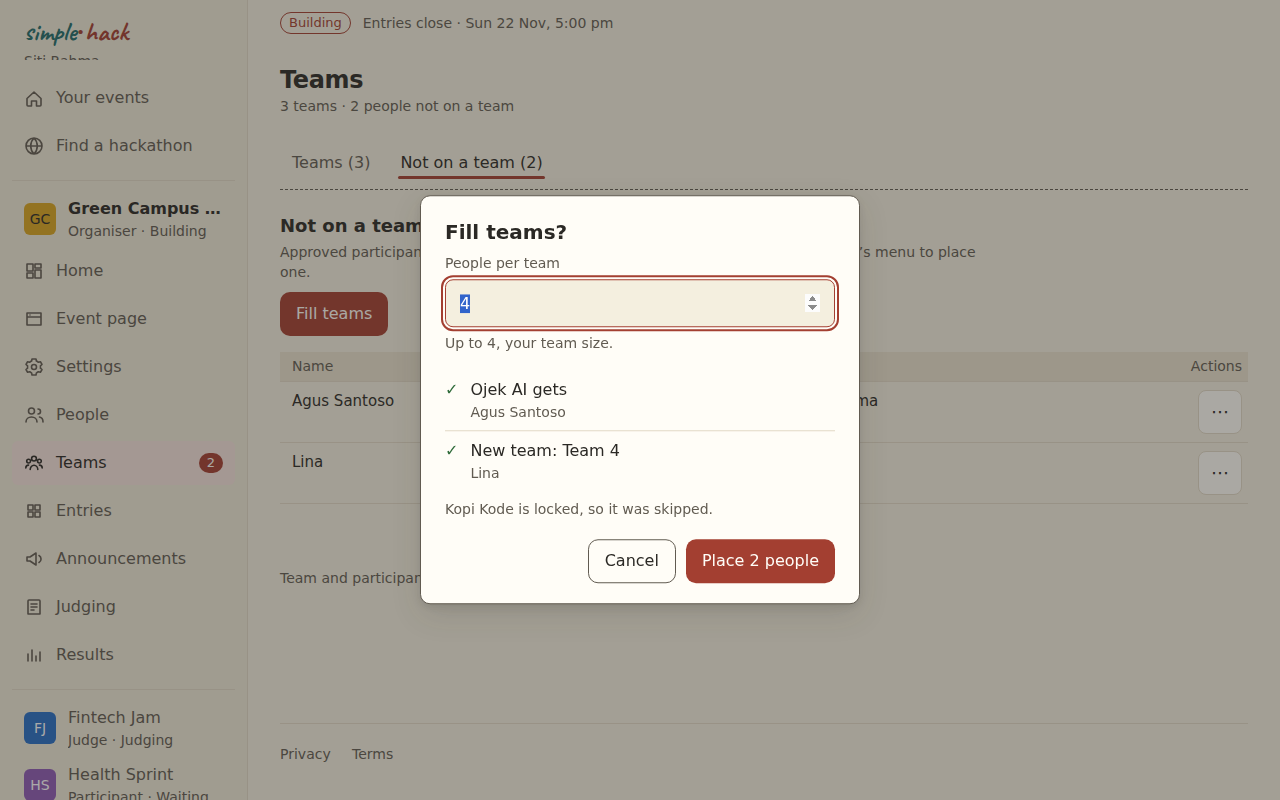 simple·hack
Siti Rahma
Your events
Find a hackathon
GC
Green Campus …
Organiser · Building
Home
Event page
Settings
People
Teams
2
Entries
Announcements
Judging
Results
FJ
Fintech Jam
Judge · Judging
HS
Health Sprint
Participant · Waiting
Building
Entries close · Sun 22 Nov, 5:00 pm
Teams
3 teams · 2 people not on a team
Teams (3)
Not on a team (2)
Not on a team
Approved participan
's menu to place
one.
Fill teams
Name
Actions
Agus Santoso
ma
...
Lina
...
Team and participan
Fill teams?
People per team
4
Up to 4, your team size.
✓ Ojek AI gets
Agus Santoso
✓ New team: Team 4
Lina
Kopi Kode is locked, so it was skipped.
Cancel
Place 2 people
Privacy
Terms